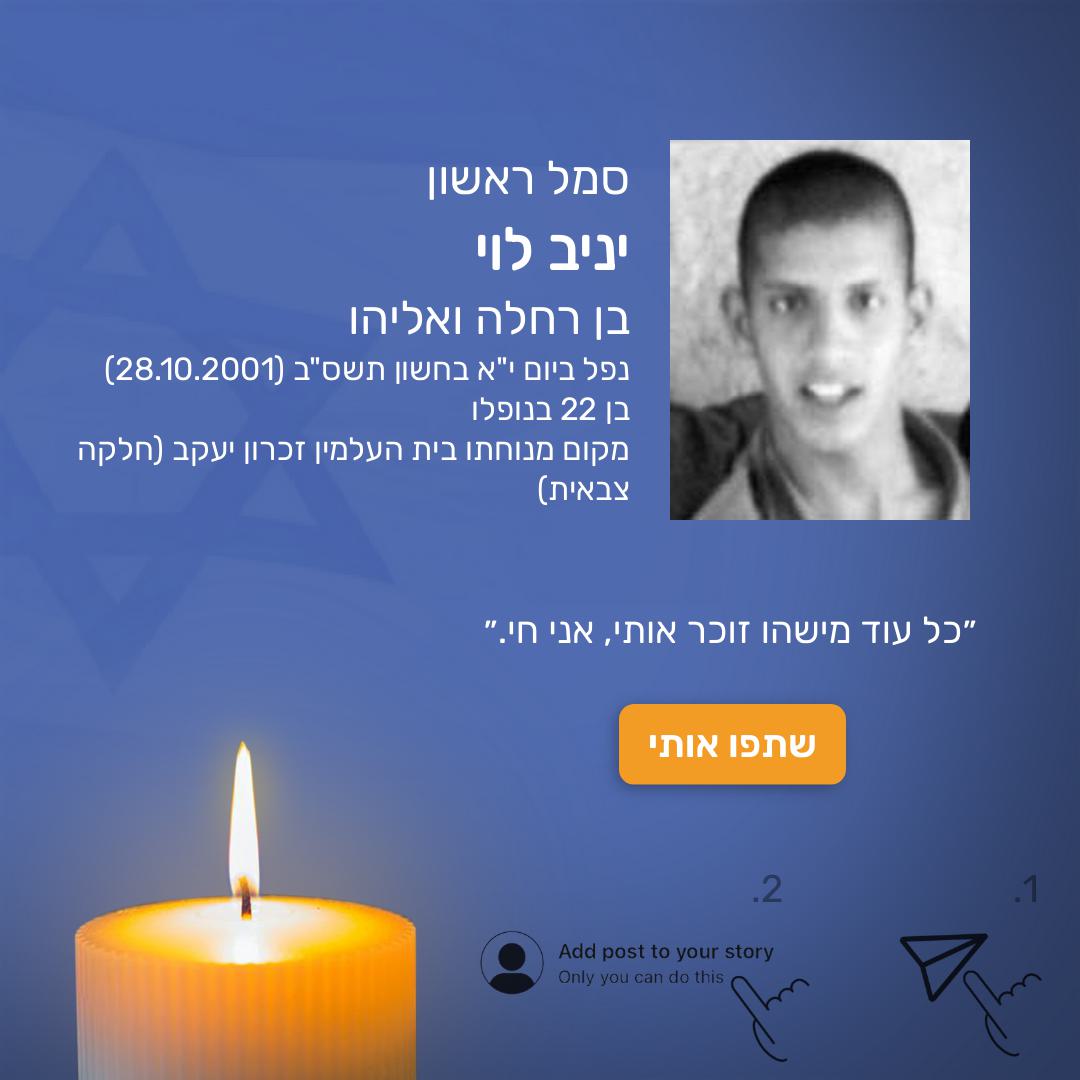 סמל ראשון
יניב לוי
בן רחלה ואליהו
נפל ביום י"א בחשון תשס"ב (28.10.2001)
בן 22 בנופלו
מקום מנוחתו בית העלמין זכרון יעקב (חלקה
צבאית)
״כל עוד מישהו זוכר אותי, אני חי.״
שתפו אותי
.1
.2
Add post to your story
Only you can do this